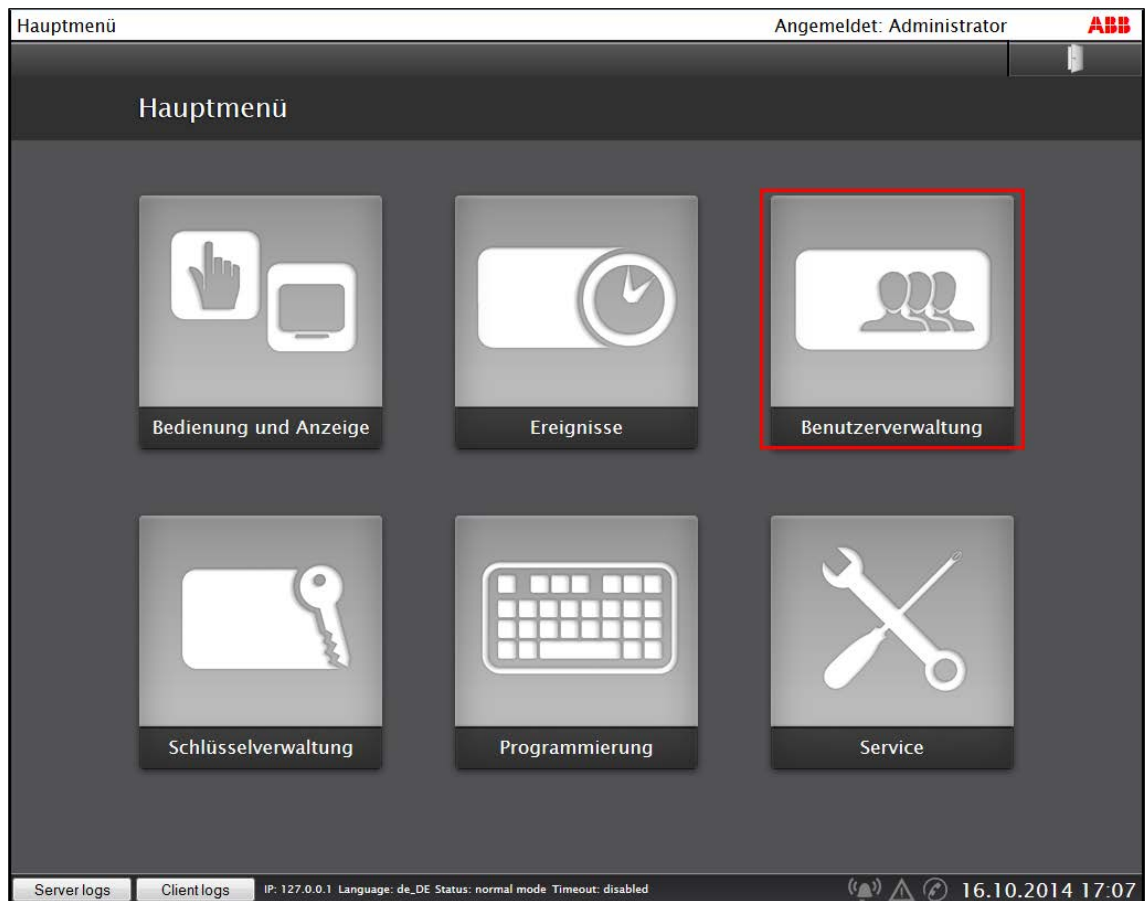 Hauptmenü Angemeldet: Administrator ABB
Hauptmenü
Bedienung und Anzeige Ereignisse Benutzerverwaltung
Schlüsselverwaltung Programmierung Service
Server logs Client logs IP: 127.0.0.1 Language: de_DE Status: normal mode Timeout: disabled 16.10.2014 17:07